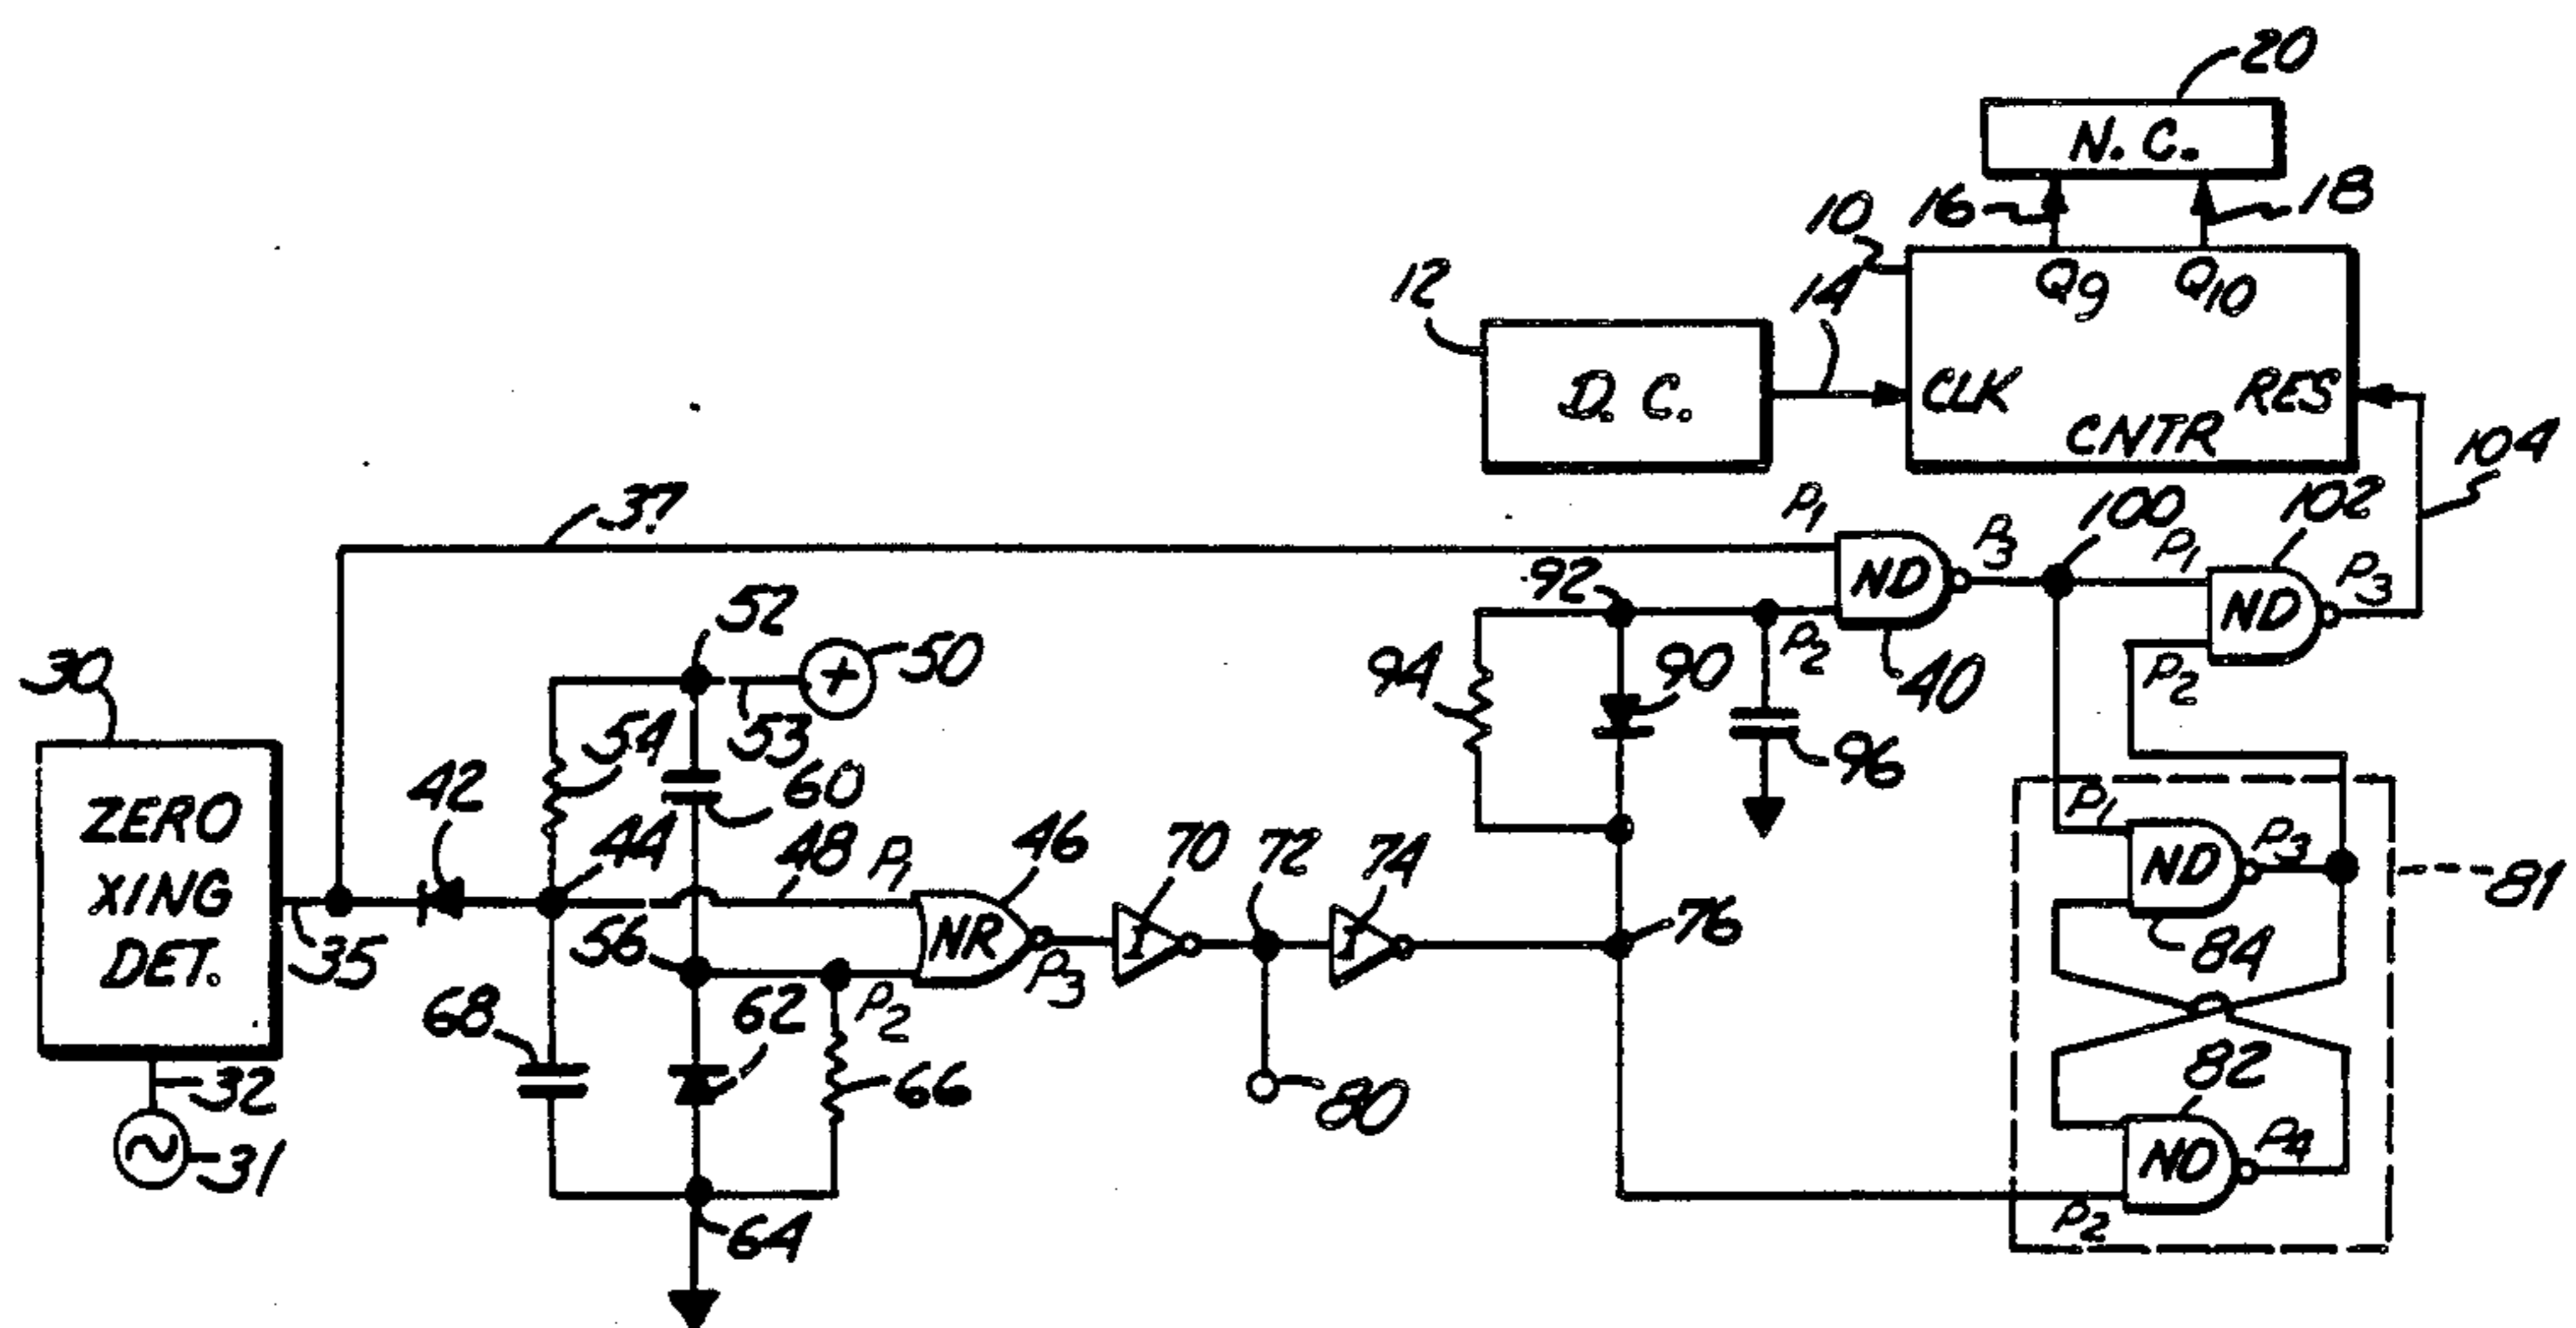 20
N. C.
10
16
18
Q9
Q10
12
14
D. C.
CLK
RES
CNTR
104
37
P1
ND
P3
100
P1
102
ND
P3
92
P2
40
P2
52
50
+
53
54
60
94
90
96
30
ZERO
XING
DET.
42
44
48
P1
46
NR
P3
70
I
72
74
I
76
P1
ND
P3
84
81
35
56
62
P2
68
66
80
82
ND
P4
P2
32
31
64